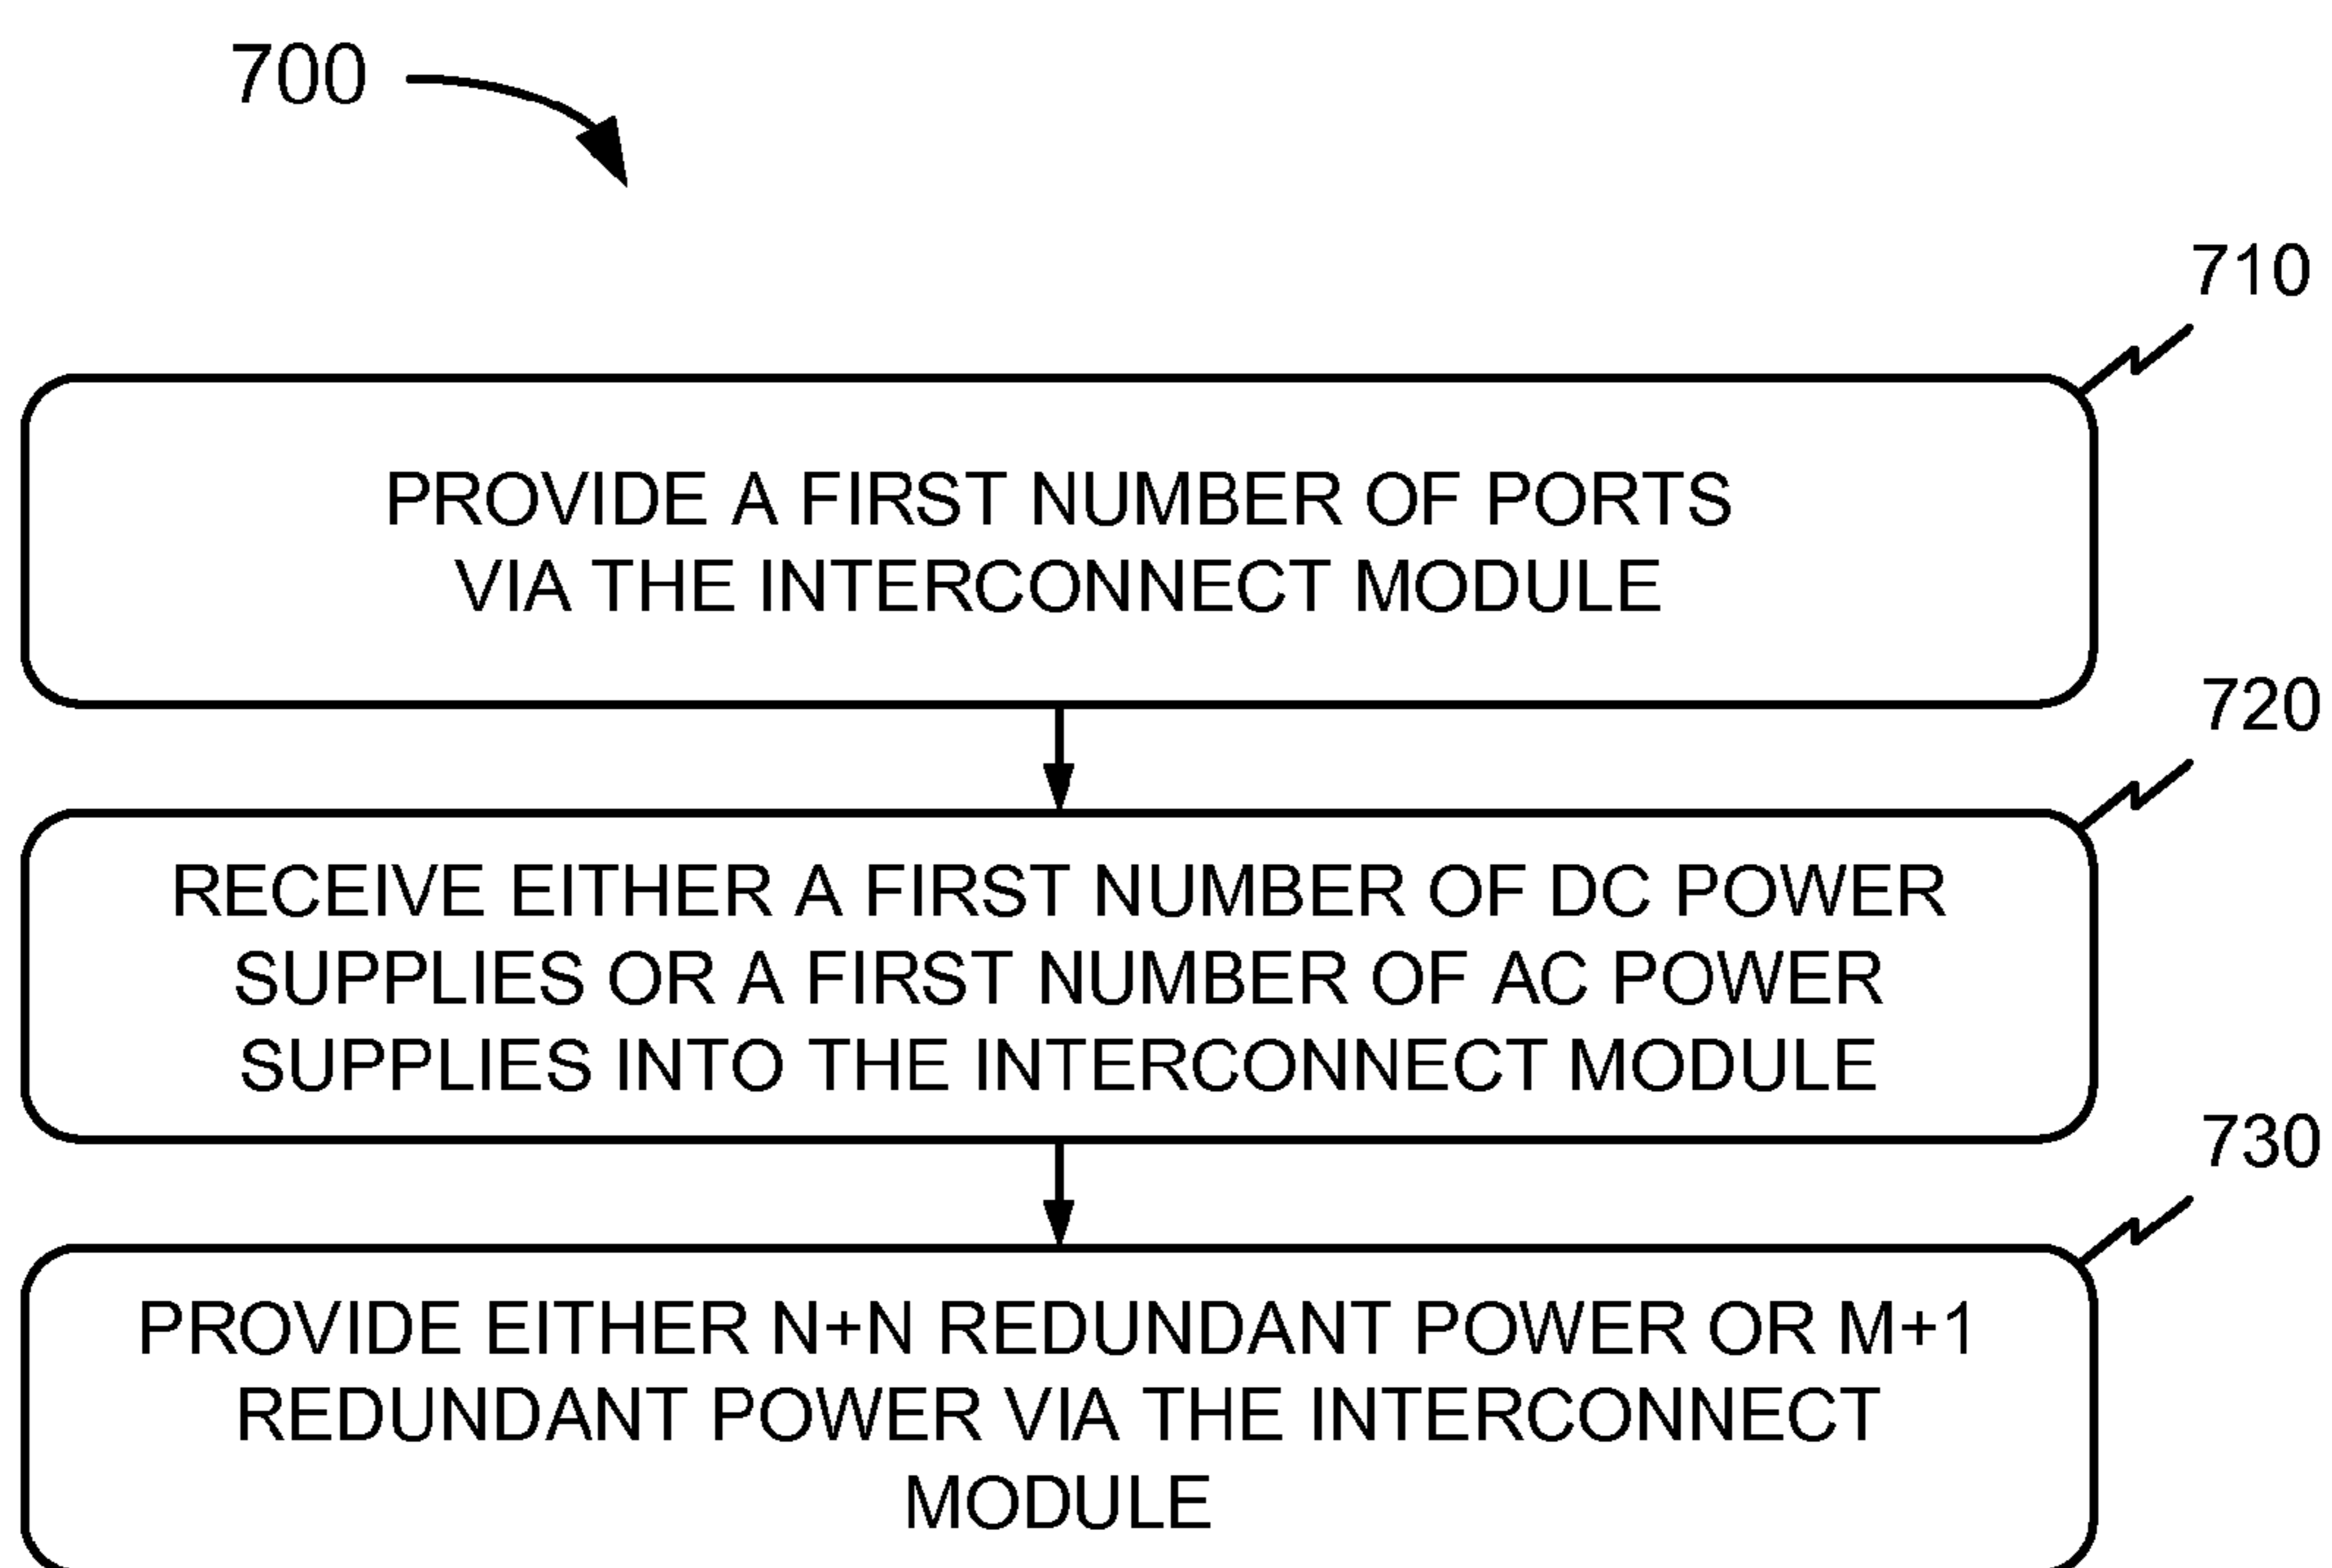 700
710
PROVIDE A FIRST NUMBER OF PORTS
VIA THE INTERCONNECT MODULE
720
RECEIVE EITHER A FIRST NUMBER OF DC POWER
SUPPLIES OR A FIRST NUMBER OF AC POWER
SUPPLIES INTO THE INTERCONNECT MODULE
730
PROVIDE EITHER N+N REDUNDANT POWER OR M+1
REDUNDANT POWER VIA THE INTERCONNECT
MODULE